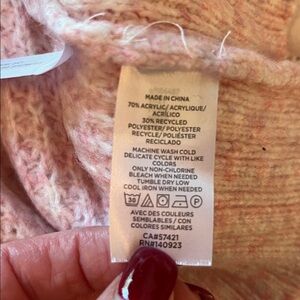 MADE IN CHINA
70% ACRYLIC/ ACRYLIQUE/
ACRÍLICO
30% RECYCLED
POLYESTER/ POLYESTER
RECYCLE/ POLIÉSTER
RECICLADO
MACHINE WASH COLD
DELICATE CYCLE WITH LIKE
COLORS
ONLY NON-CHLORINE
BLEACH WHEN NEEDED
TUMBLE DRY LOW
COOL IRON WHEN NEEDED
30
P
AVEC DES COULEURS
SEMBLABLES / CON
COLORES SIMILARES
CA#57421
RN#140923